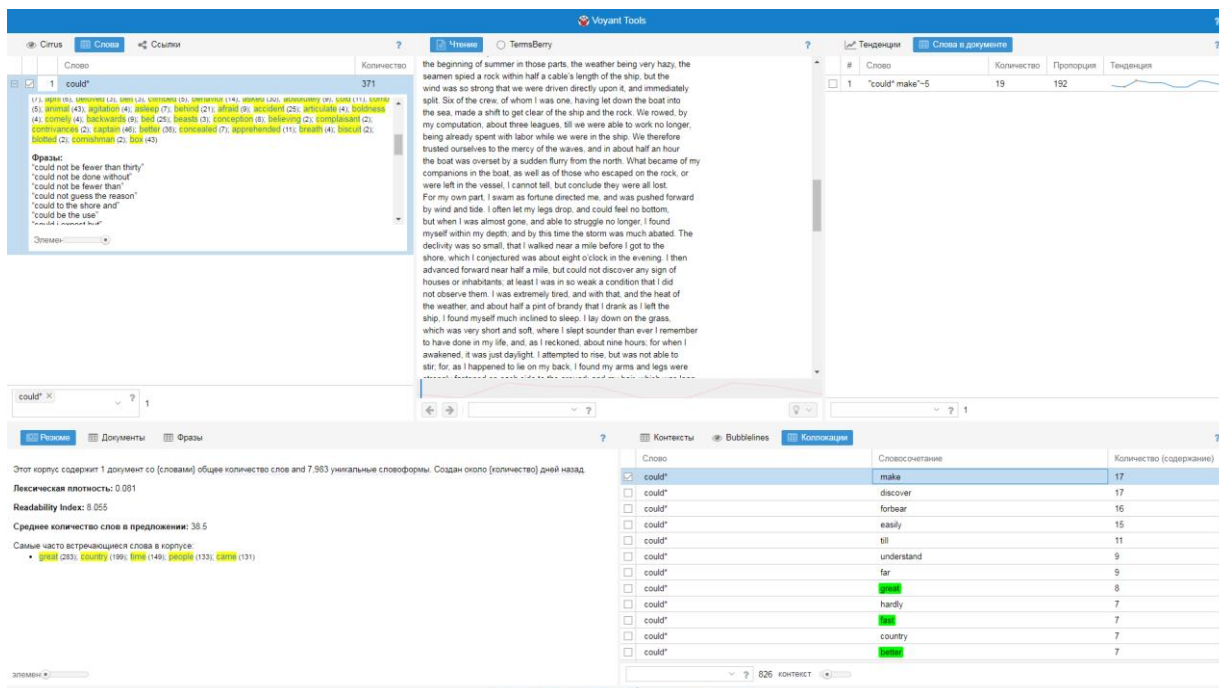 Voyant Tools
?
Cirrus
Слова
Ссылки
?
Слово
Количество
1
could*
371
(4); comely (4); backwards (9); bed (25); beasts (3); conception (6); believing (2); complaisant (2);
contrivances (2); captain (46); better (38); concealed (7); apprehended (11); breath (4); biscuit (2);
blotted (2); cornishman (2); box (43)
Фразы:
"could not be fewer than thirty"
"could not be done without"
"could not be fewer than"
"could not guess the reason"
"could to the shore and"
"could be the use"
"could i expect but"
Элемен
could* ×
?
1
Чтение
TermsBerry
?
the beginning of summer in those parts, the weather being very hazy, the
seamen spied a rock within half a cable's length of the ship, but the
wind was so strong that we were driven directly upon it, and immediately
split. Six of the crew, of whom I was one, having let down the boat into
the sea, made a shift to get clear of the ship and the rock. We rowed, by
my computation, about three leagues, till we were able to work no longer,
being already spent with labor while we were in the ship. We therefore
trusted ourselves to the mercy of the waves, and in about half an hour
the boat was overset by a sudden flurry from the north. What became of my
companions in the boat, as well as of those who escaped on the rock, or
were left in the vessel, I cannot tell, but conclude they were all lost.
For my own part, I swam as fortune directed me, and was pushed forward
by wind and tide. I often let my legs drop, and could feel no bottom,
but when I was almost gone, and able to struggle no longer, I found
myself within my depth; and by this time the storm was much abated. The
declivity was so small, that I walked near a mile before I got to the
shore, which I conjectured was about eight o'clock in the evening. I then
advanced forward near half a mile, but could not discover any sign of
houses or inhabitants; at least I was in so weak a condition that I did
not observe them. I was extremely tired, and with that, and the heat of
the weather, and about half a pint of brandy that I drank as I left the
ship, I found myself much inclined to sleep. I lay down on the grass,
which was very short and soft, where I slept sounder than ever I remember
to have done in my life, and, as I reckoned, about nine hours; for when I
awakened, it was just daylight. I attempted to rise, but was not able to
stir; for, as I happened to lie on my back, I found my arms and legs were
?
Тенденции
Слова в документе
?
#
Слово
Количество
Пропорция
Тенденция
1
"could* make"~5
19
192
?
1
Резюме
Документы
Фразы
?
Этот корпус содержит 1 документ со {словами} общее количество слов and 7,983 уникальные словоформы. Создан около {количество} дней назад.
Лексическая плотность: 0.081
Readability Index: 8.055
Среднее количество слов в предложении: 38.5
Самые часто встречающиеся слова в корпусе:
great (283); country (199); time (149); people (133); came (131)
элемен
Контексты
Bubblelines
Коллокации
?
Слово
Словосочетание
Количество (содержание)
could* make 17
could* discover 17
could* forbear 16
could* easily 15
could* till 11
could* understand 9
could* far 9
could* great 8
could* hardly 7
could* fast 7
could* country 7
could* better 7
?
826
контекст